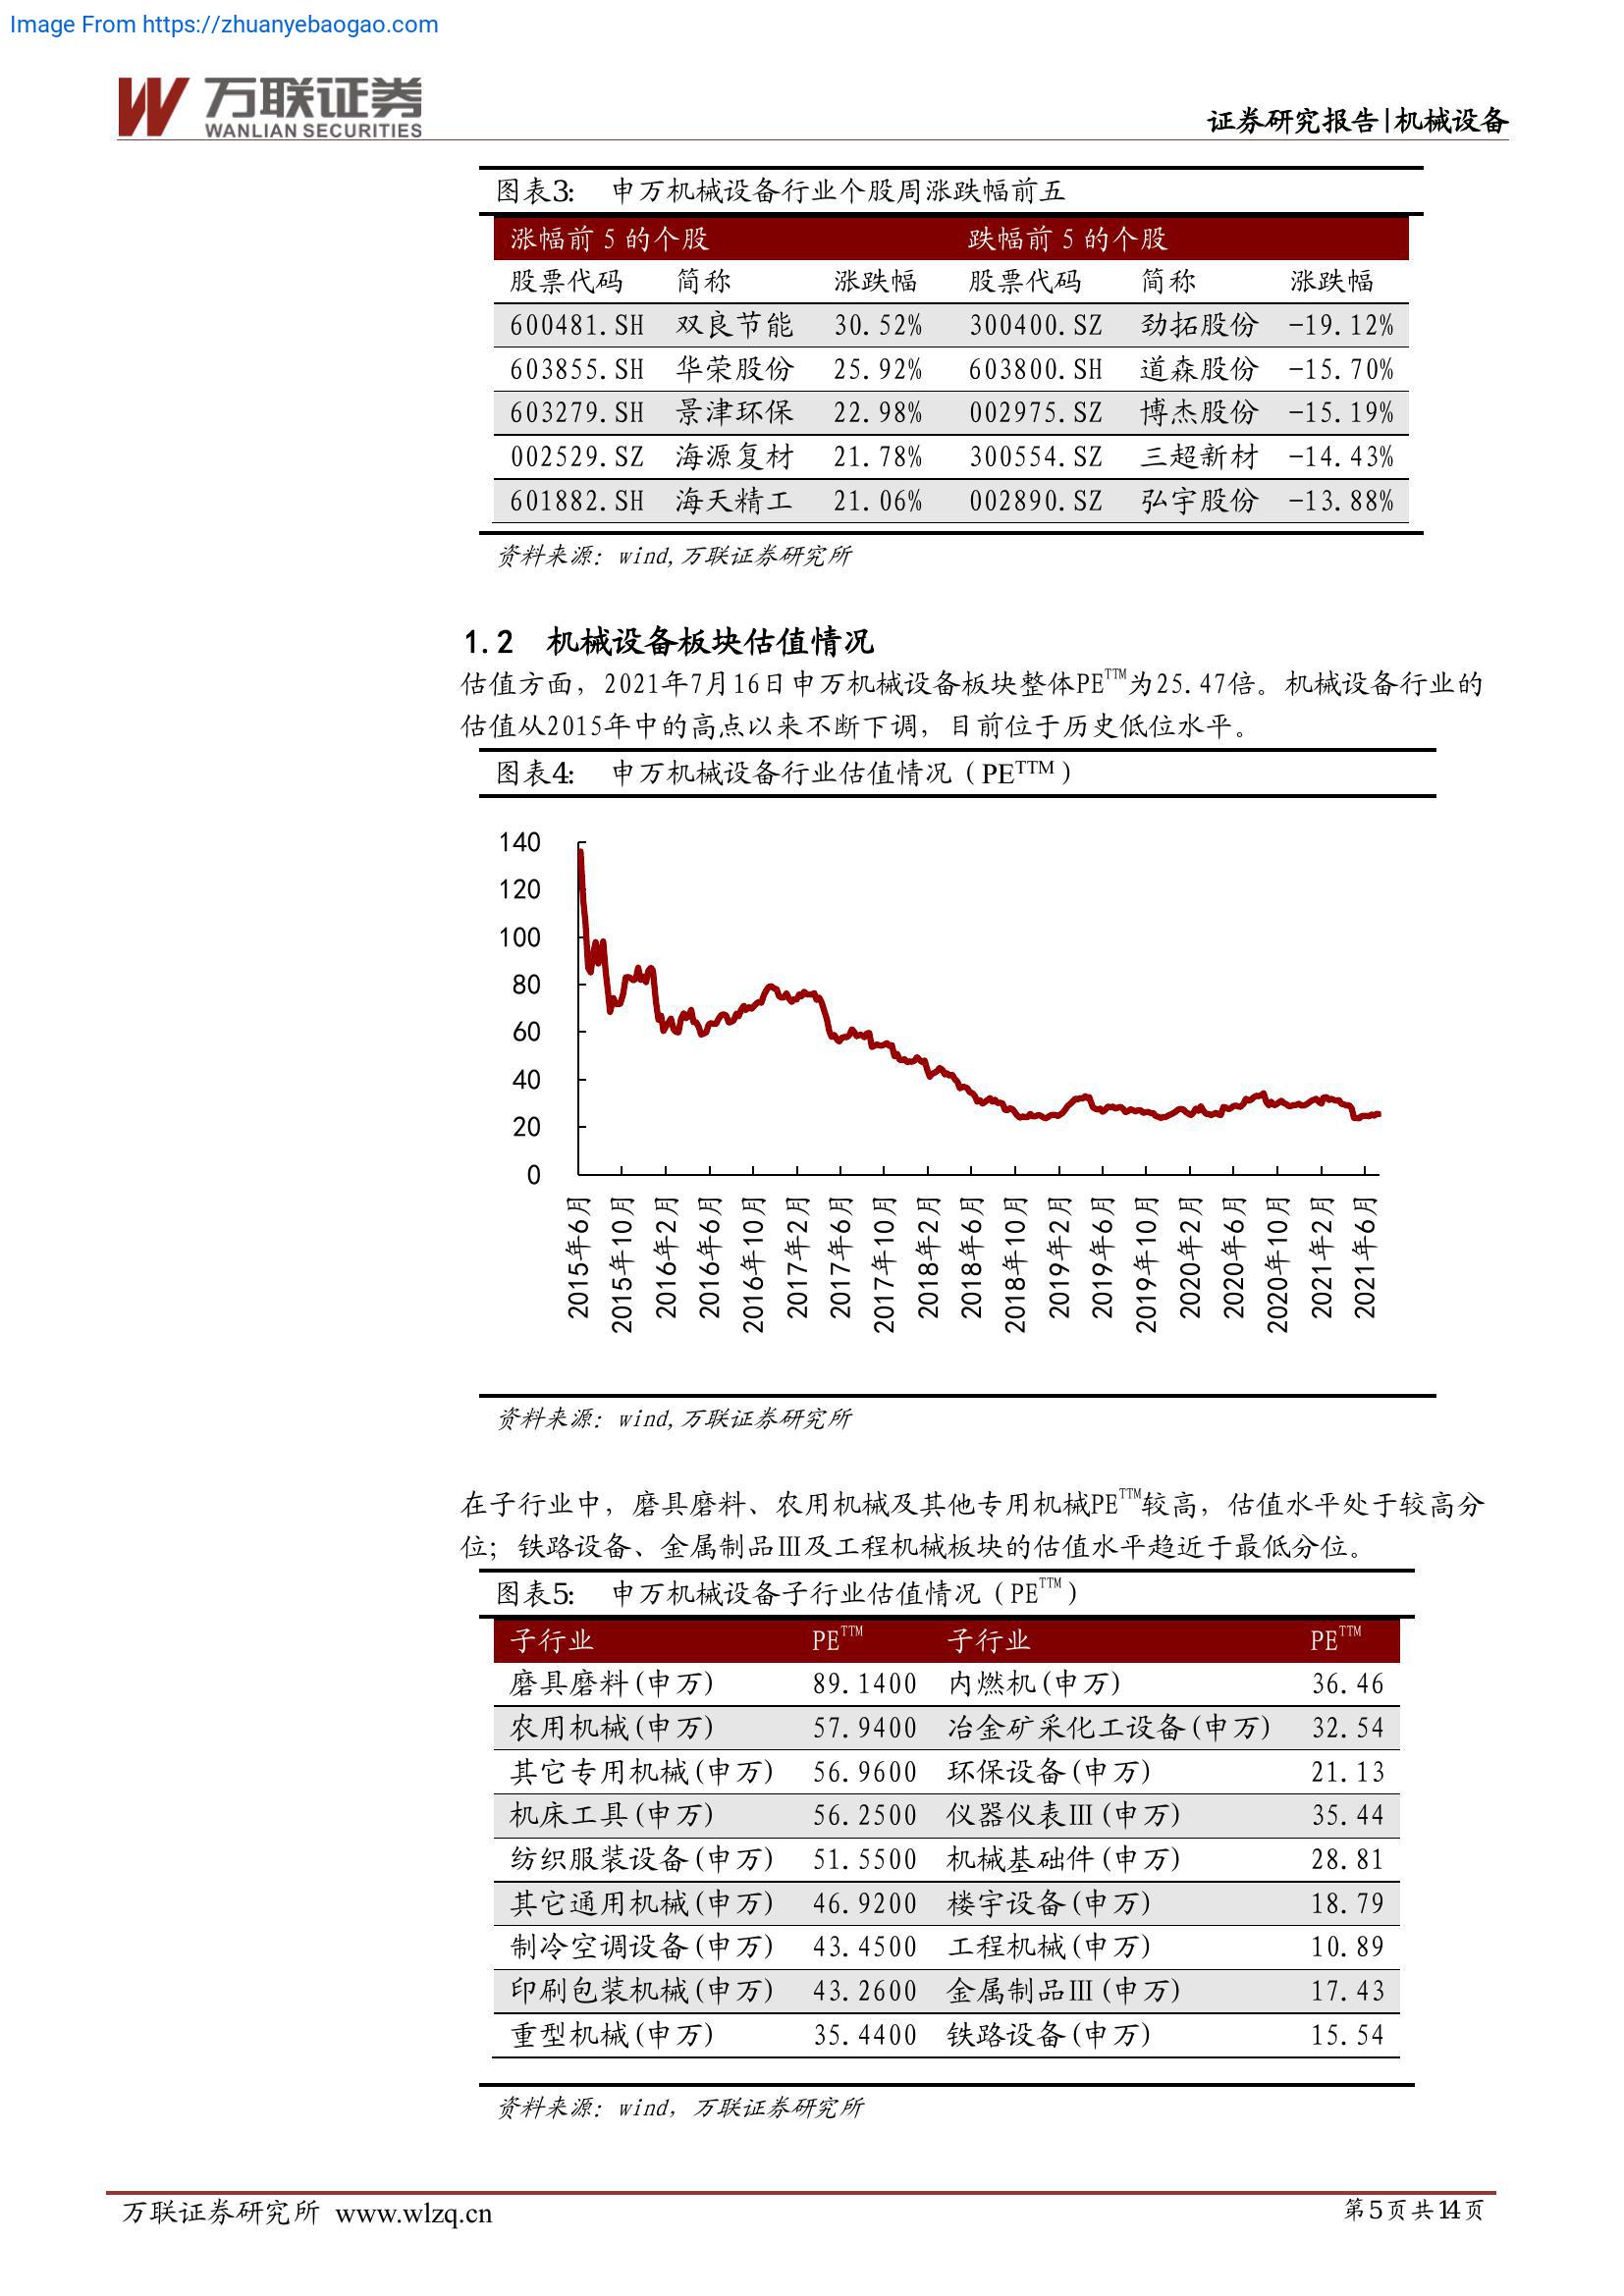 Image From https://zhuanyebaogao.com
万联证券
WANLIAN SECURITIES
证券研究报告|机械设备
图表3: 申万机械设备行业个股周涨跌幅前五
涨幅前 5 的个股 跌幅前 5 的个股
股票代码 简称 涨跌幅 股票代码 简称 涨跌幅
600481.SH 双良节能 30.52% 300400.SZ 劲拓股份 -19.12%
603855.SH 华荣股份 25.92% 603800.SH 道森股份 -15.70%
603279.SH 景津环保 22.98% 002975.SZ 博杰股份 -15.19%
002529.SZ 海源复材 21.78% 300554.SZ 三超新材 -14.43%
601882.SH 海天精工 21.06% 002890.SZ 弘宇股份 -13.88%
资料来源：wind,万联证券研究所
1.2 机械设备板块估值情况
估值方面，2021年7月16日申万机械设备板块整体PETTM为25.47倍。机械设备行业的
估值从2015年中的高点以来不断下调，目前位于历史低位水平。
图表4: 申万机械设备行业估值情况（PETTM）
140
120
100
80
60
40
20
0
2015年6月 2015年10月 2016年2月 2016年6月 2016年10月 2017年2月 2017年6月 2017年10月 2018年2月 2018年6月 2018年10月 2019年2月 2019年6月 2019年10月 2020年2月 2020年6月 2020年10月 2021年2月 2021年6月
资料来源：wind,万联证券研究所
在子行业中，磨具磨料、农用机械及其他专用机械PETTM较高，估值水平处于较高分
位；铁路设备、金属制品Ⅲ及工程机械板块的估值水平趋近于最低分位。
图表5: 申万机械设备子行业估值情况（PETTM）
子行业 PETTM 子行业 PETTM
磨具磨料(申万) 89.1400 内燃机(申万) 36.46
农用机械(申万) 57.9400 冶金矿采化工设备(申万) 32.54
其它专用机械(申万) 56.9600 环保设备(申万) 21.13
机床工具(申万) 56.2500 仪器仪表Ⅲ(申万) 35.44
纺织服装设备(申万) 51.5500 机械基础件(申万) 28.81
其它通用机械(申万) 46.9200 楼宇设备(申万) 18.79
制冷空调设备(申万) 43.4500 工程机械(申万) 10.89
印刷包装机械(申万) 43.2600 金属制品Ⅲ(申万) 17.43
重型机械(申万) 35.4400 铁路设备(申万) 15.54
资料来源：wind，万联证券研究所
万联证券研究所 www.wlzq.cn 第5页共14页